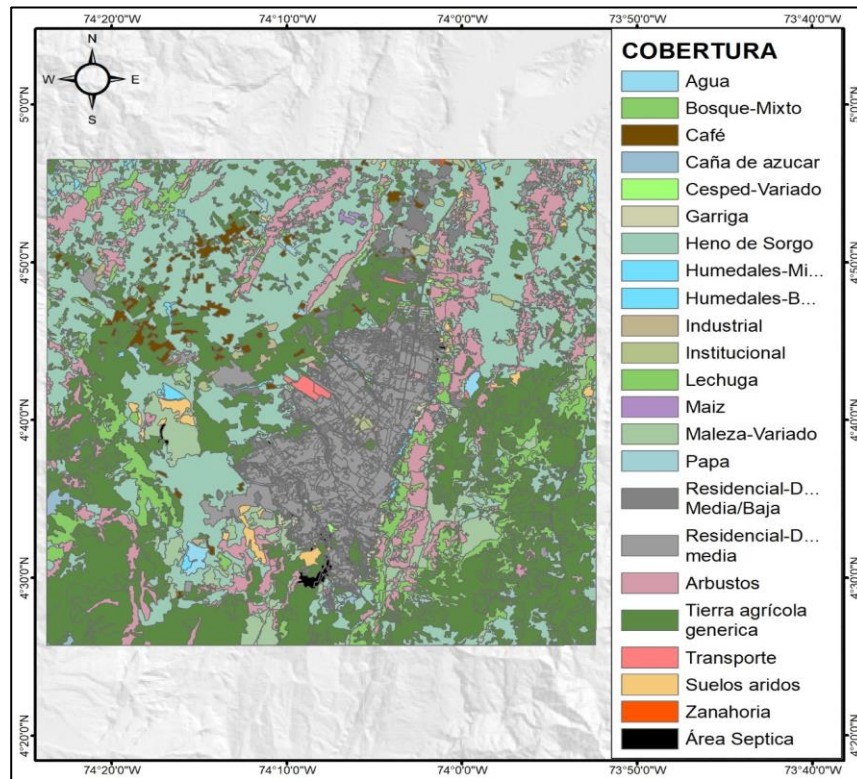 74°20'0"W
74°10'0"W
74°0'0"W
73°50'0"W
73°40'0"W
N
W
E
S
5°0'0"N
4°50'0"N
4°40'0"N
4°30'0"N
4°20'0"N
COBERTURA
Agua
Bosque-Mixto
Café
Caña de azucar
Cesped-Variado
Garriga
Heno de Sorgo
Humedales-Mi...
Humedales-B...
Industrial
Institucional
Lechuga
Maiz
Maleza-Variado
Papa
Residencial-D...
Media/Baja
Residencial-D...
media
Arbustos
Tierra agrícola
generica
Transporte
Suelos aridos
Zanahoria
Área Septica
5°0'0"N
4°50'0"N
4°40'0"N
4°30'0"N
4°20'0"N
74°20'0"W
74°10'0"W
74°0'0"W
73°50'0"W
73°40'0"W